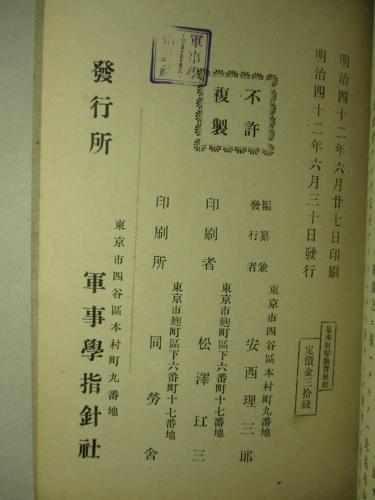 明治四十二年六月廿七日印刷
明治四十二年六月三十日發行
定價金三拾錢
不許
複製
編纂兼
發行者
東京市四谷區本村町九番地
安西理三郎
印刷者
東京市麴町區下六番町十七番地
松澤玒三
印刷所
東京市麴町區下六番町十七番地
同勞舍
發行所
東京市四谷區本村町九番地
軍事學指針社
軍事學